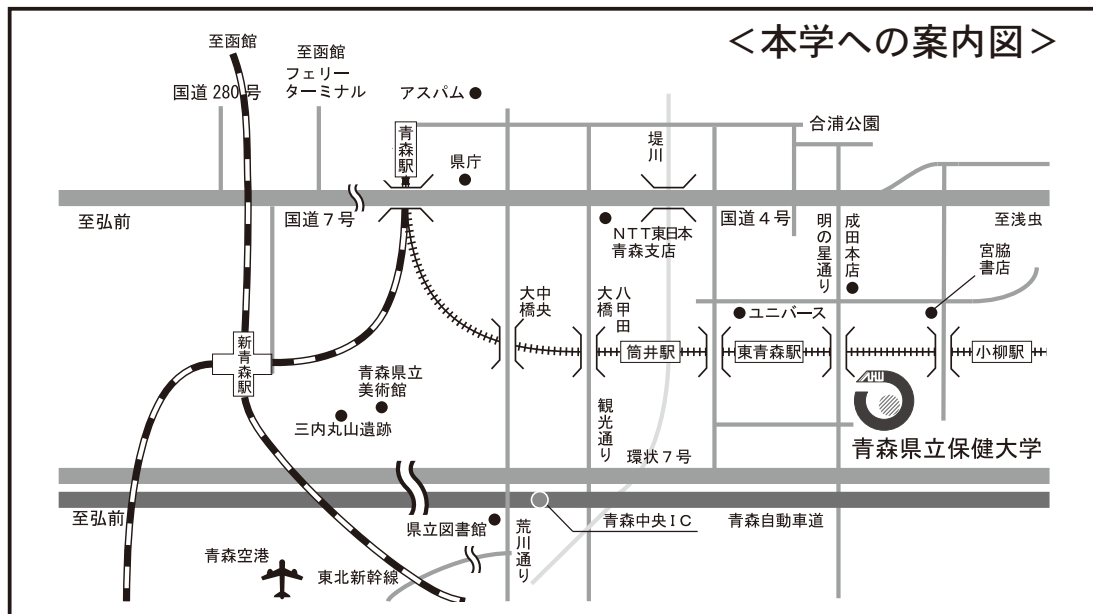 ＜本学への案内図＞
至函館
至函館
フェリー
ターミナル
国道 280 号
アスパム
青森駅
県庁
堤川
合浦公園
至弘前
国道７号
国道４号
至浅虫
ＮＴＴ東日本
青森支店
明の星通り
成田本店
宮脇
書店
中央
大橋
八甲田
大橋
ユニバース
新青森駅
筒井駅
東青森駅
小柳駅
青森県立
美術館
三内丸山遺跡
観光通り
AHU
青森県立保健大学
環状７号
至弘前
県立図書館
荒川通り
青森中央ＩＣ
青森自動車道
青森空港
東北新幹線